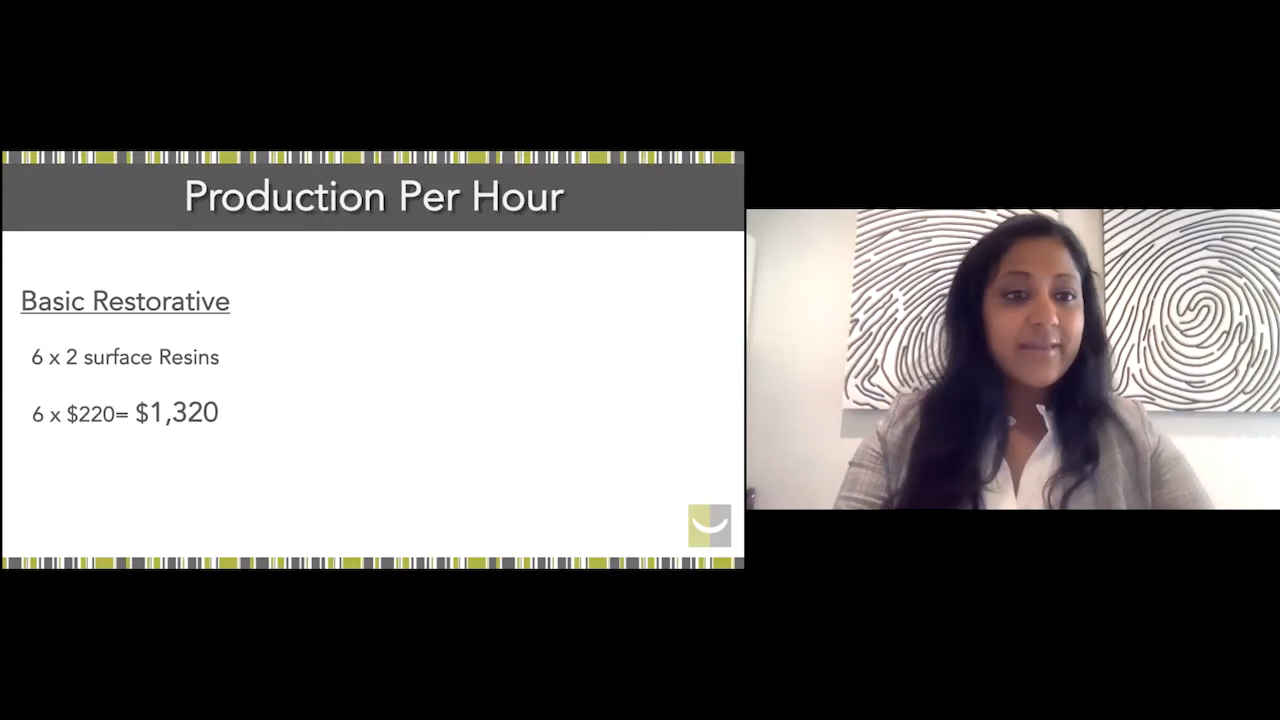 Production Per Hour
Basic Restorative
6 x 2 surface Resins
6 x $220= $1,320